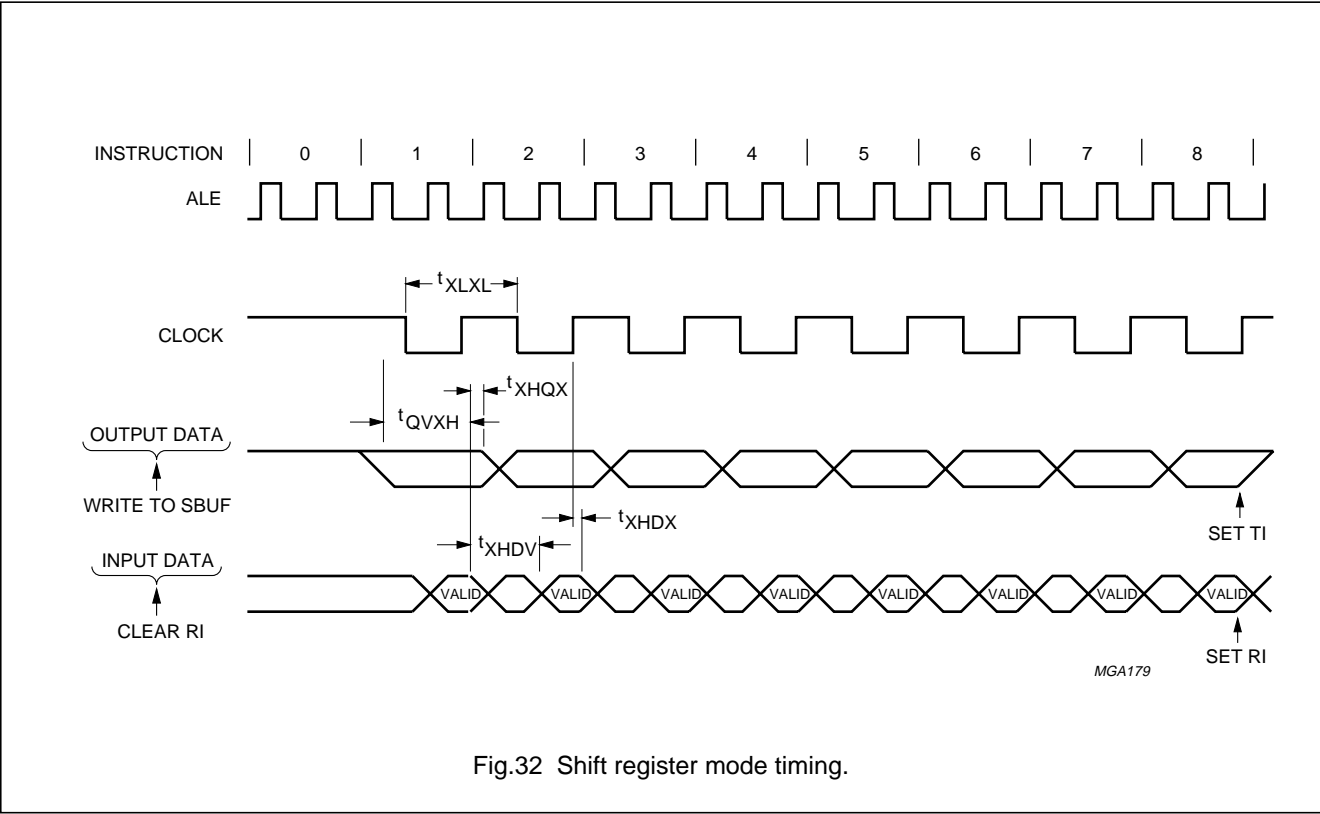 INSTRUCTION | 0 | 1 | 2 | 3 | 4 | 5 | 6 | 7 | 8 |
ALE
tXLXL
CLOCK
tXHQX
tQVXH
OUTPUT DATA
WRITE TO SBUF
tXHDX
SET TI
tXHDV
INPUT DATA
VALID VALID VALID VALID VALID VALID VALID VALID
CLEAR RI
SET RI
MGA179
Fig.32 Shift register mode timing.